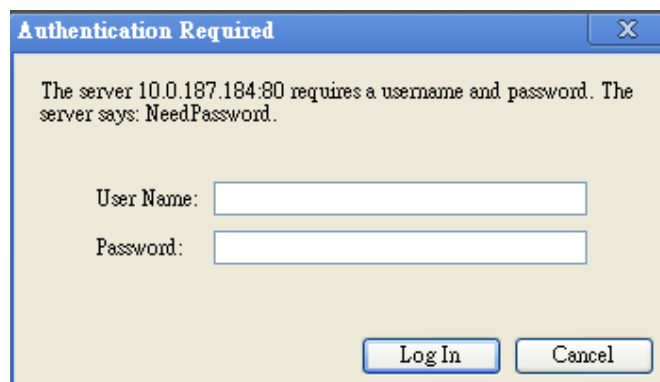 Authentication Required
X
The server 10.0.187.184:80 requires a username and password. The
server says: NeedPassword.
User Name:
Password:
Log In
Cancel